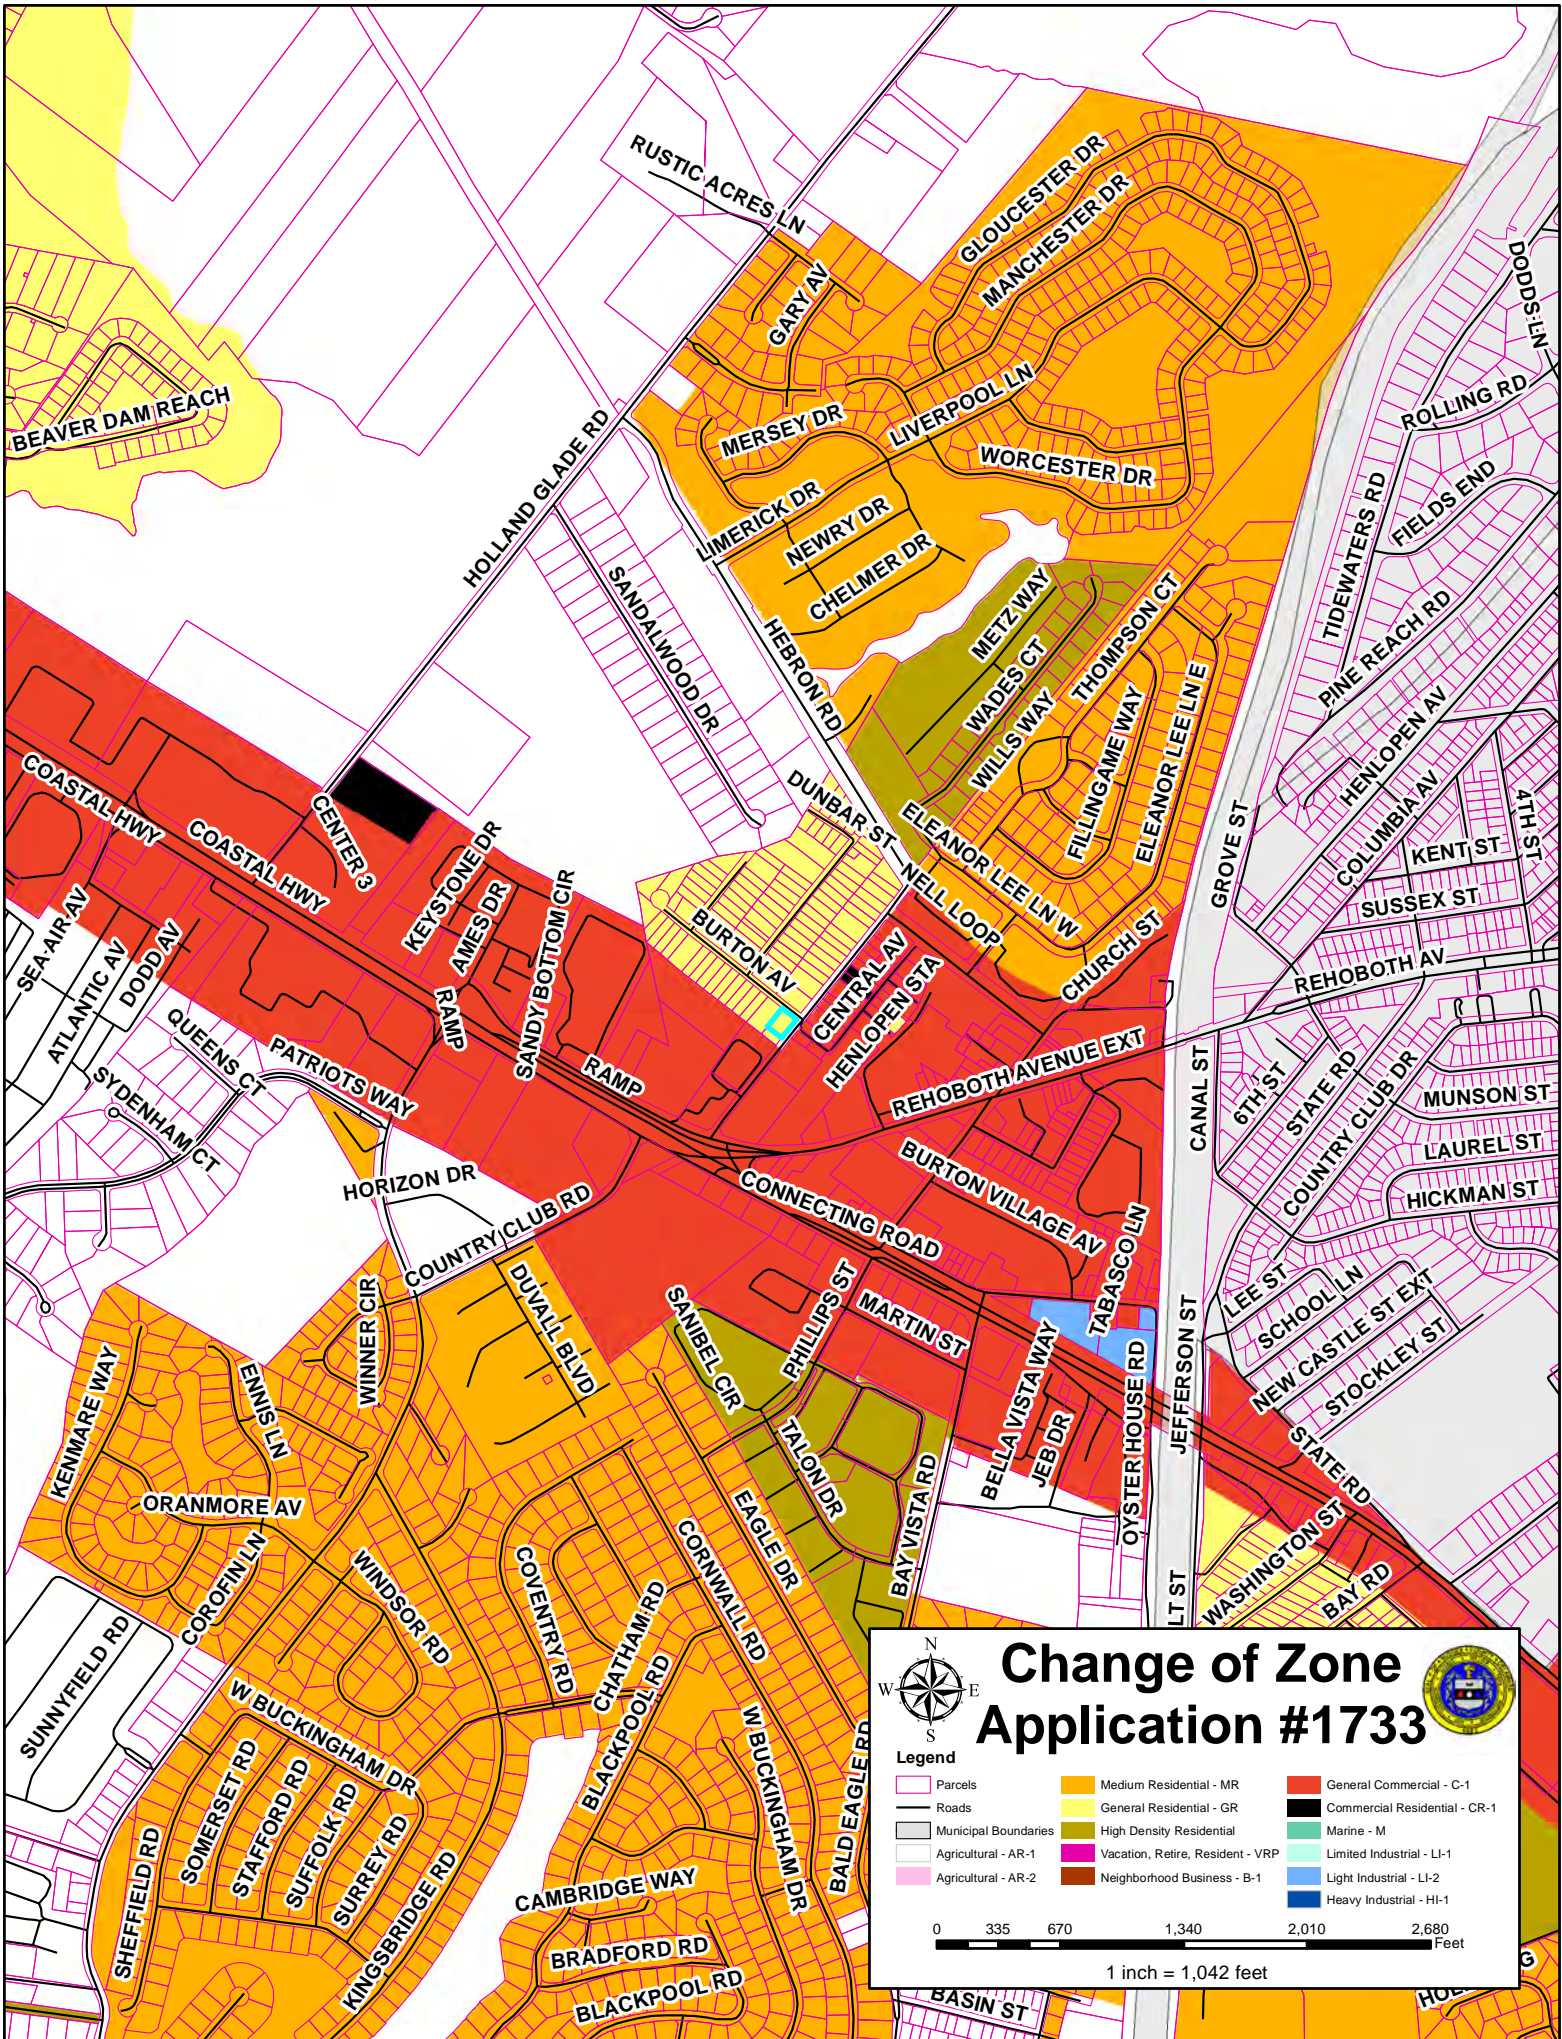 RUSTIC ACRES LN
GLOUCESTER DR
MANCHESTER DR
GARY AV
DODDS LN
BEAVER DAM REACH
MERSEY DR
LIVERPOOL LN
ROLLING RD
HOLLAND GLADE RD
WORCESTER DR
LIMERICK DR
NEWRY DR
CHELMER DR
TIDEWATERS RD
FIELDS END
SANDALWOOD DR
HEBRON RD
METZ WAY
WADES CT
WILLS WAY
THOMPSON CT
FILLINGAME WAY
ELEANOR LEE LN E
PINE REACH RD
HENLOPEN AV
COLUMBIA AV
4TH ST
KENT ST
SUSSEX ST
GROVE ST
COASTAL HWY
COASTAL HWY
CENTER 3
KEYSTONE DR
AMES DR
SANDY BOTTOM CIR
DUNBAR ST
NELL LOOP
ELEANOR LEE LN W
CHURCH ST
BURTON AV
CENTRAL AV
HENLOPEN STA
REHOBOTH AV
SEA-AIR AV
ATLANTIC AV
DODD AV
RAMP
RAMP
QUEENS CT
PATRIOTS WAY
SYDENHAM CT
REHOBOTH AVENUE EXT
CANAL ST
6TH ST
STATE RD
COUNTRY CLUB DR
MUNSON ST
LAUREL ST
HICKMAN ST
HORIZON DR
COUNTRY CLUB RD
CONNECTING ROAD
BURTON VILLAGE AV
TABASCO LN
WINNER CIR
DUVALL BLVD
SANIBEL CIR
PHILLIPS ST
MARTIN ST
BELLA VISTA WAY
JEB DR
OYSTER HOUSE RD
JEFFERSON ST
LEE ST
SCHOOL LN
NEW CASTLE ST EXT
STOCKLEY ST
STATE RD
KENMARE WAY
ENNIS LN
ORANMORE AV
COROFIN LN
WINDSOR RD
TALON DR
EAGLE DR
CORNWALL RD
BAY VISTA RD
COVENTRY RD
CHATHAM RD
BLACKPOOL RD
WASHINGTON ST
BAY RD
LT ST
SUNNYFIELD RD
W BUCKINGHAM DR
SOMERSET RD
STAFFORD RD
SUFFOLK RD
SURREY RD
SHEFFIELD RD
KINGSBRIDGE RD
W BUCKINGHAM DR
BALD EAGLE RD
CAMBRIDGE WAY
BRADFORD RD
BLACKPOOL RD
BASIN ST
N
W E
S
Change of Zone
Application #1733
Legend
Parcels
Roads
Municipal Boundaries
Agricultural - AR-1
Agricultural - AR-2
Medium Residential - MR
General Residential - GR
High Density Residential
Vacation, Retire, Resident - VRP
Neighborhood Business - B-1
General Commercial - C-1
Commercial Residential - CR-1
Marine - M
Limited Industrial - LI-1
Light Industrial - LI-2
Heavy Industrial - HI-1
0 335 670 1,340 2,010 2,680
Feet
1 inch = 1,042 feet